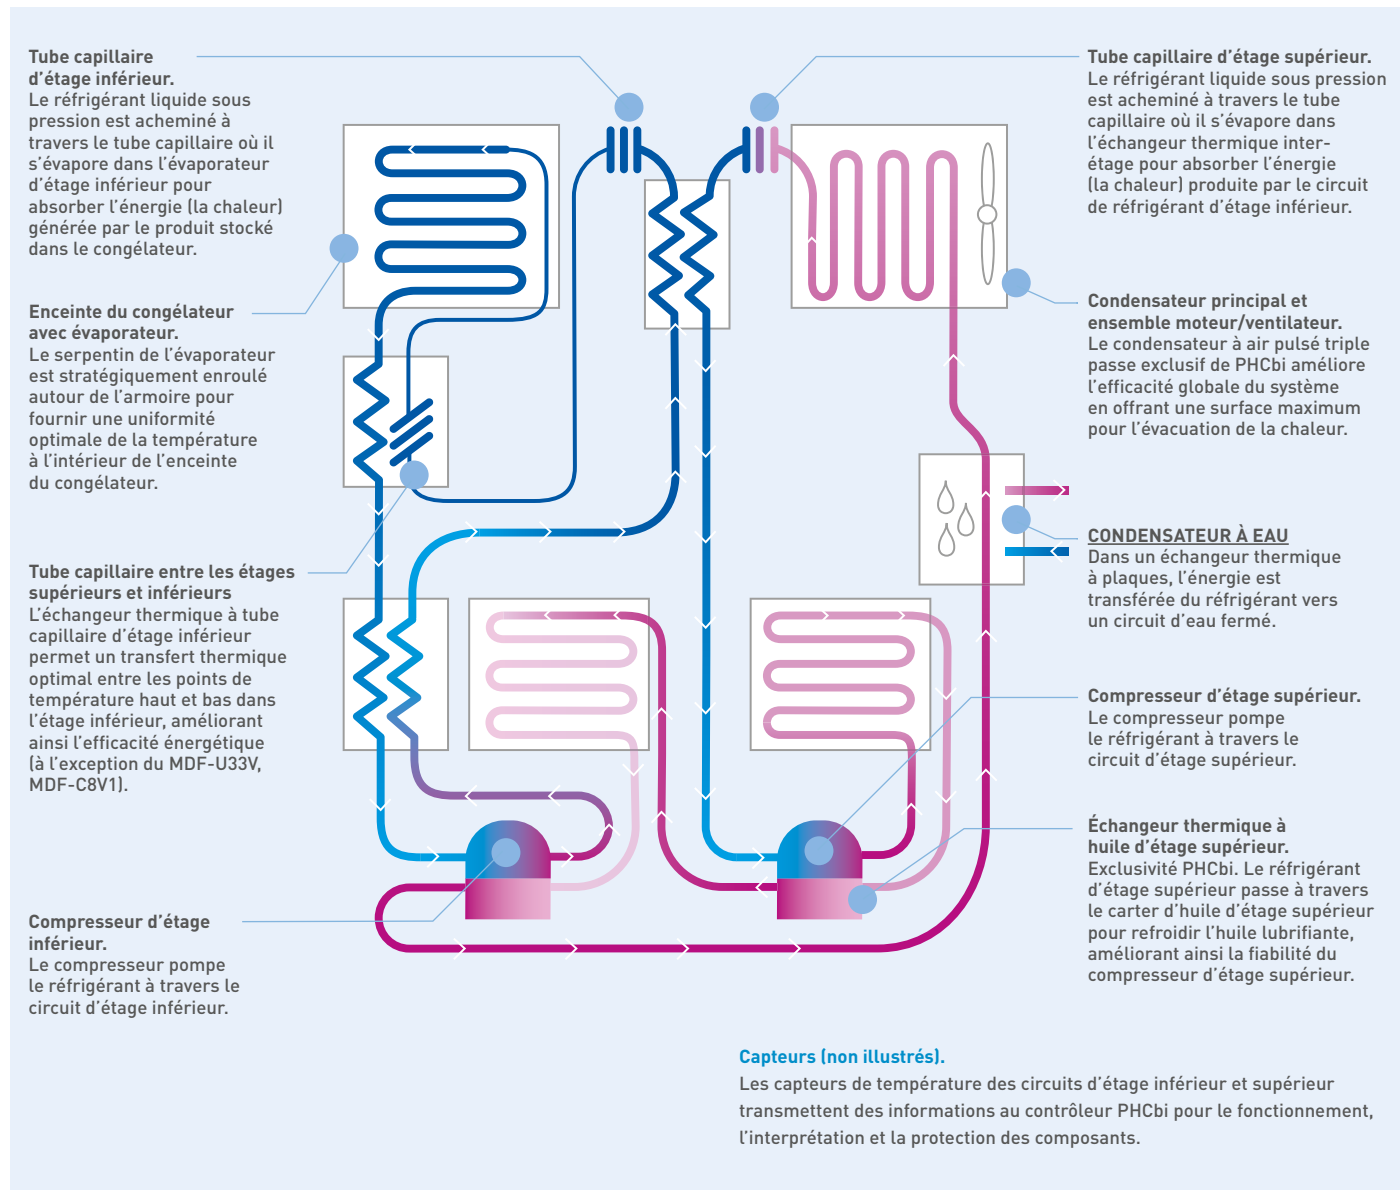 Tube capillaire
d’étage inférieur.
Le réfrigérant liquide sous
pression est acheminé à
travers le tube capillaire où il
s’évapore dans l’évaporateur
d’étage inférieur pour
absorber l’énergie (la chaleur)
générée par le produit stocké
dans le congélateur.
Enceinte du congélateur
avec évaporateur.
Le serpentin de l’évaporateur
est stratégiquement enroulé
autour de l’armoire pour
fournir une uniformité
optimale de la température
à l’intérieur de l’enceinte
du congélateur.
Tube capillaire entre les étages
supérieurs et inférieurs
L’échangeur thermique à tube
capillaire d’étage inférieur
permet un transfert thermique
optimal entre les points de
température haut et bas dans
l’étage inférieur, améliorant
ainsi l’efficacité énergétique
(à l’exception du MDF-U33V,
MDF-C8V1).
Compresseur d’étage
inférieur.
Le compresseur pompe
le réfrigérant à travers le
circuit d’étage inférieur.
Tube capillaire d’étage supérieur.
Le réfrigérant liquide sous pression
est acheminé à travers le tube
capillaire où il s’évapore dans
l’échangeur thermique inter-
étage pour absorber l’énergie
(la chaleur) produite par le circuit
de réfrigérant d’étage inférieur.
Condensateur principal et
ensemble moteur/ventilateur.
Le condensateur à air pulsé triple
passe exclusif de PHCbi améliore
l’efficacité globale du système
en offrant une surface maximum
pour l’évacuation de la chaleur.
CONDENSATEUR À EAU
Dans un échangeur thermique
à plaques, l’énergie est
transférée du réfrigérant vers
un circuit d’eau fermé.
Compresseur d’étage supérieur.
Le compresseur pompe
le réfrigérant à travers le
circuit d’étage supérieur.
Échangeur thermique à
huile d’étage supérieur.
Exclusivité PHCbi. Le réfrigérant
d’étage supérieur passe à travers
le carter d’huile d’étage supérieur
pour refroidir l’huile lubrifiante,
améliorant ainsi la fiabilité du
compresseur d’étage supérieur.
Capteurs (non illustrés).
Les capteurs de température des circuits d’étage inférieur et supérieur
transmettent des informations au contrôleur PHCbi pour le fonctionnement,
l’interprétation et la protection des composants.